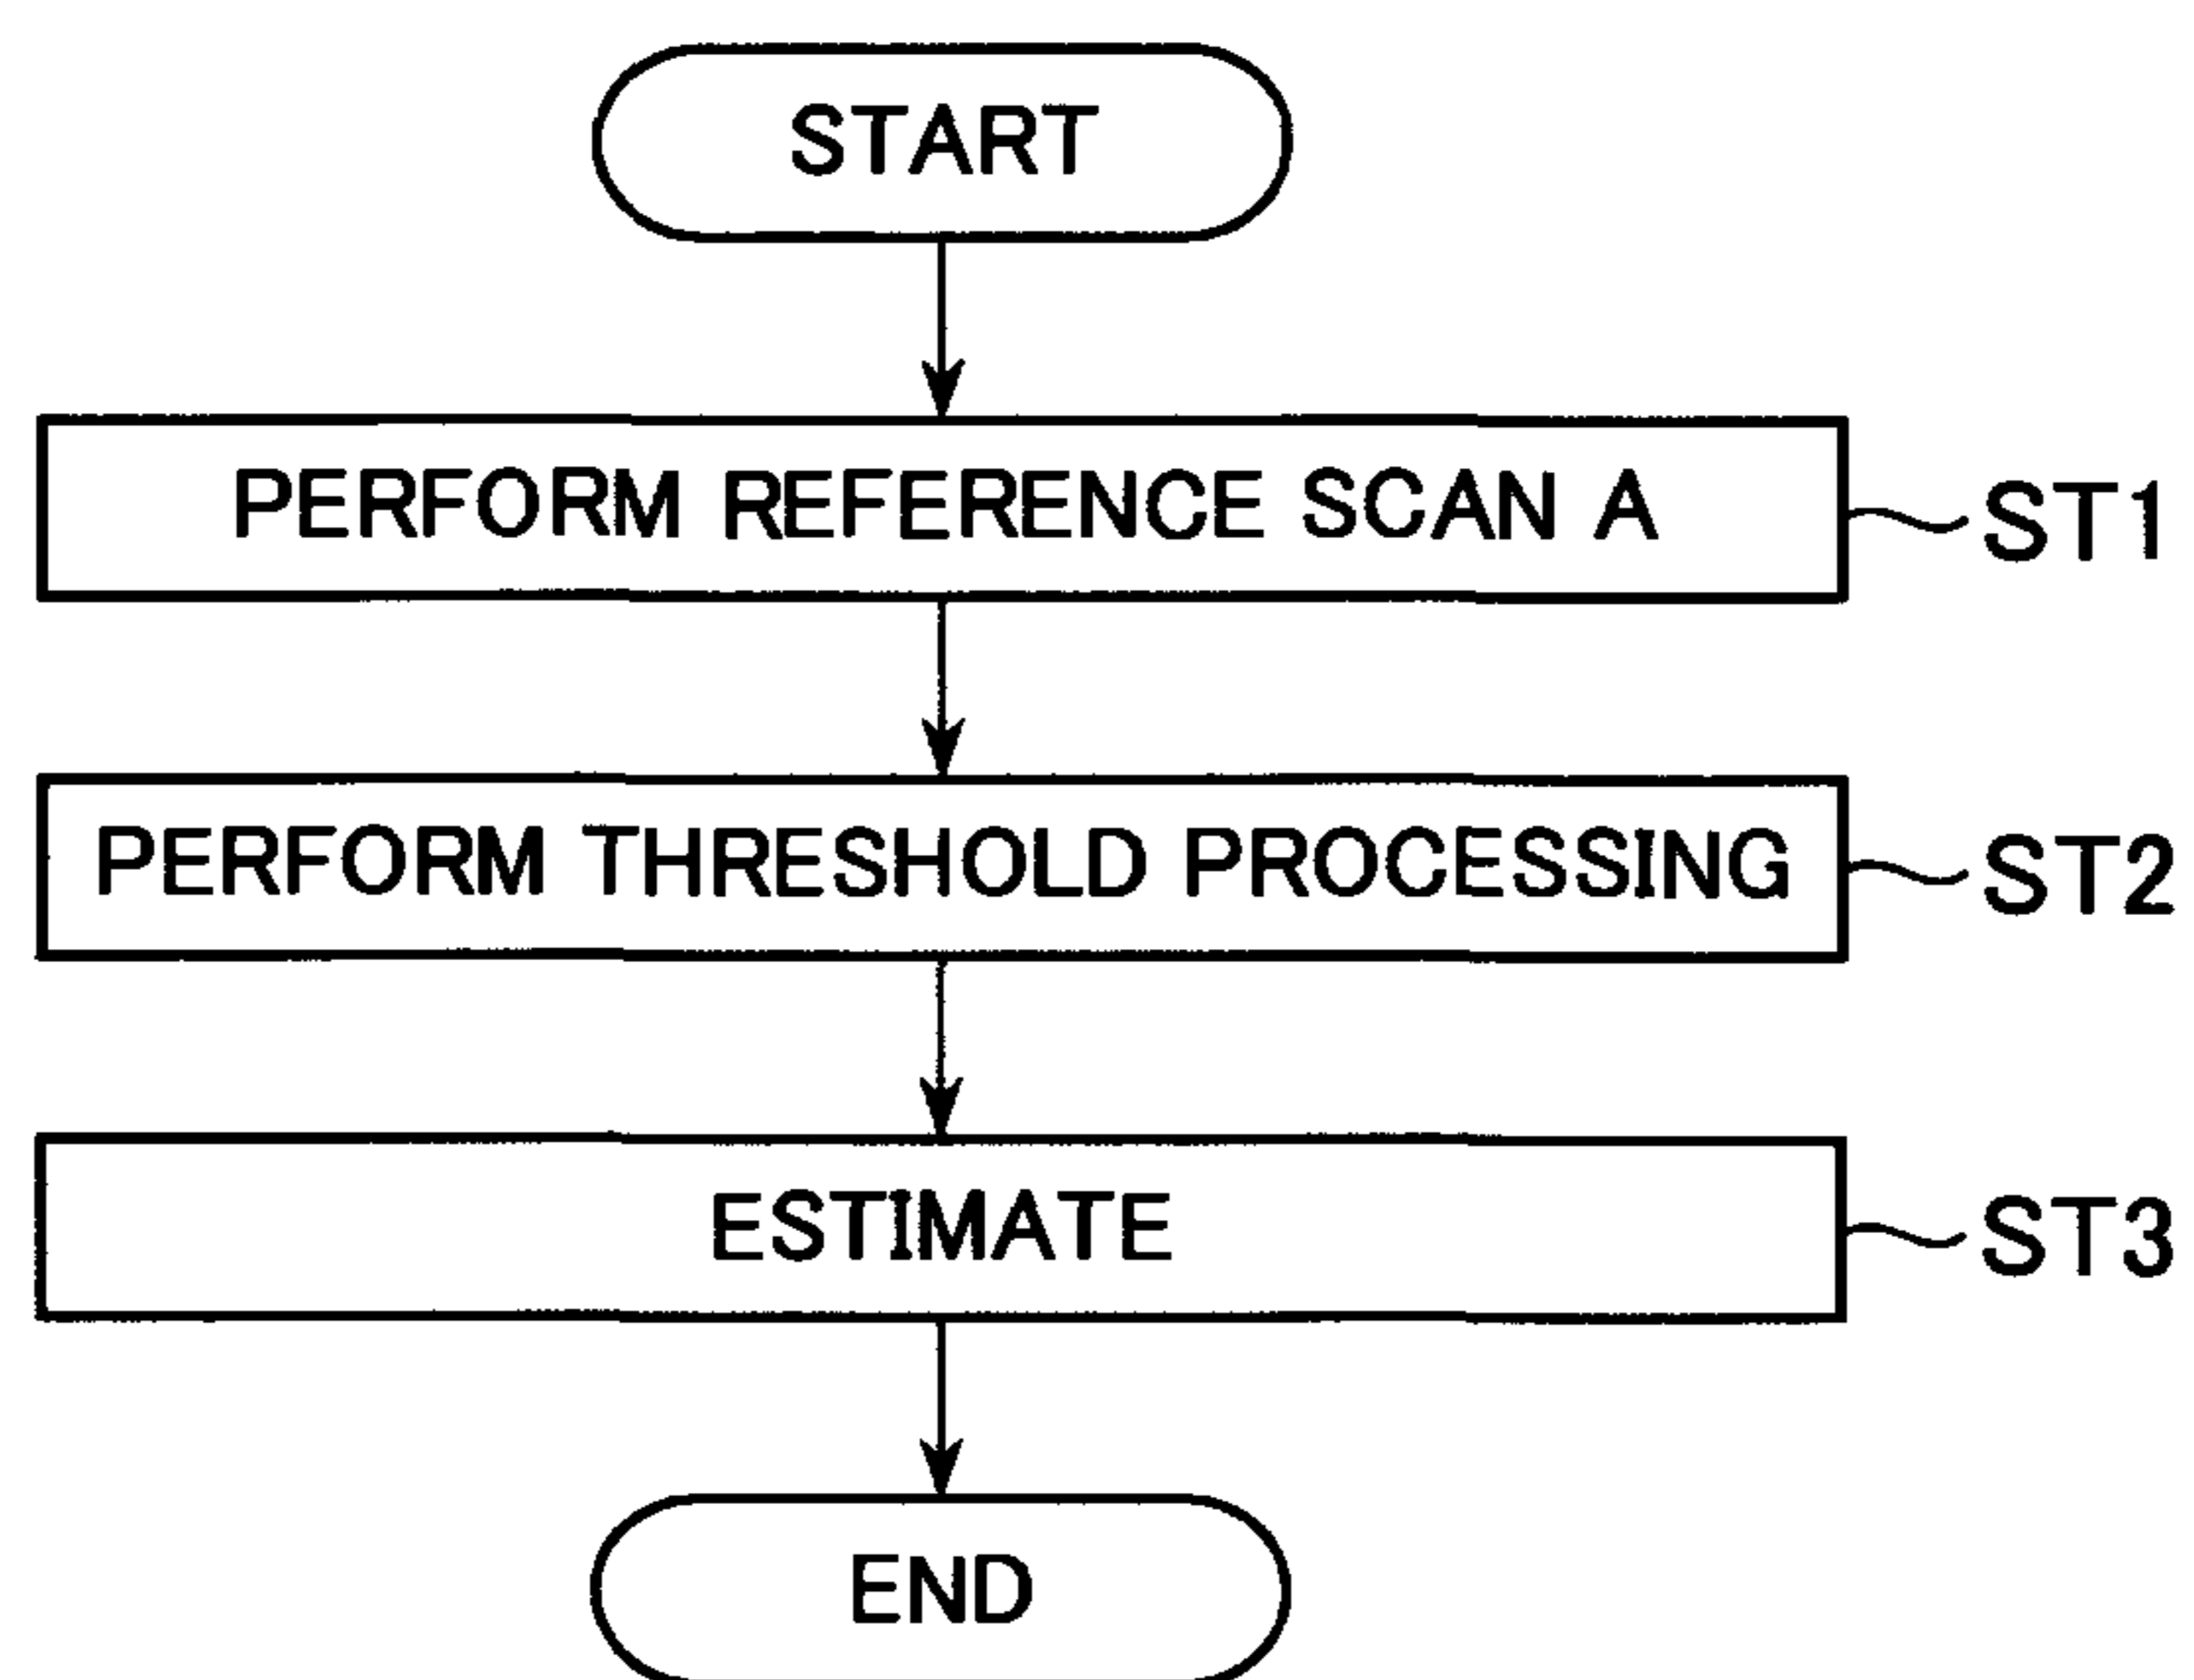 START
PERFORM REFERENCE SCAN A
ST1
PERFORM THRESHOLD PROCESSING
ST2
ESTIMATE
ST3
END